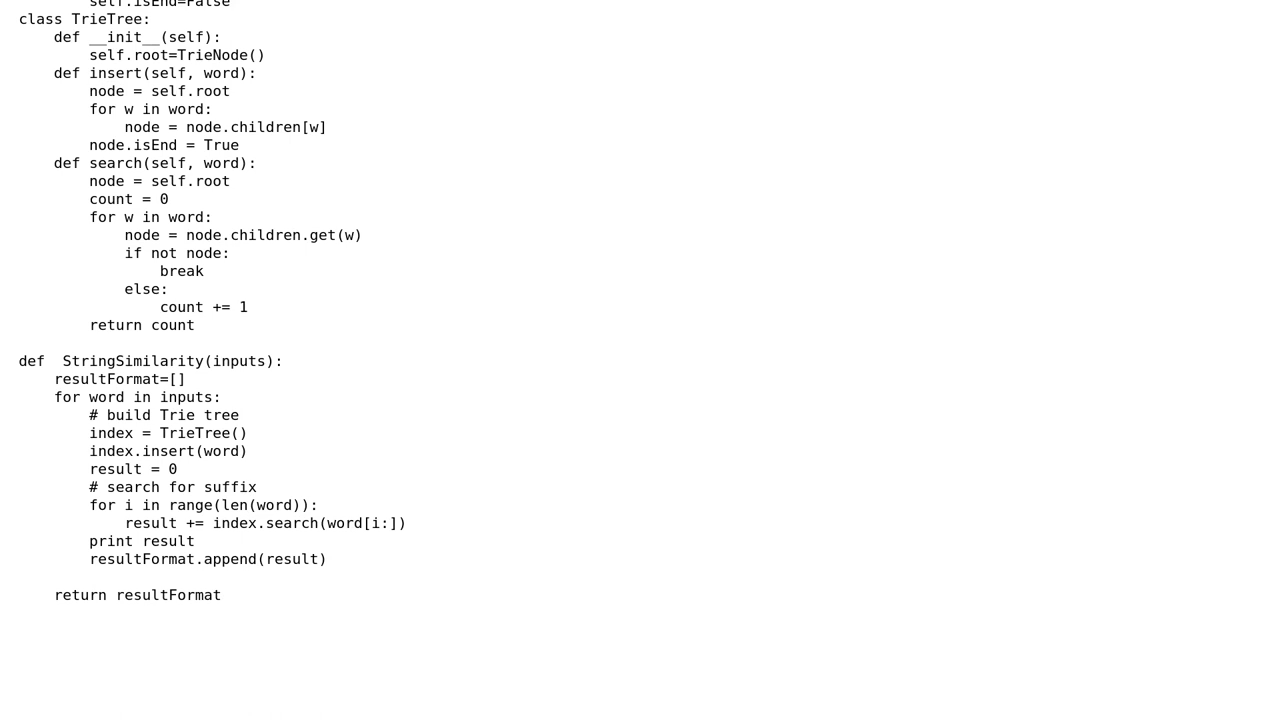 self.isEnd=False
class TrieTree:
    def __init__(self):
        self.root=TrieNode()
    def insert(self, word):
        node = self.root
        for w in word:
            node = node.children[w]
        node.isEnd = True
    def search(self, word):
        node = self.root
        count = 0
        for w in word:
            node = node.children.get(w)
            if not node:
                break
            else:
                count += 1
        return count

def  StringSimilarity(inputs):
    resultFormat=[]
    for word in inputs:
        # build Trie tree
        index = TrieTree()
        index.insert(word)
        result = 0
        # search for suffix
        for i in range(len(word)):
            result += index.search(word[i:])
        print result
        resultFormat.append(result)

    return resultFormat